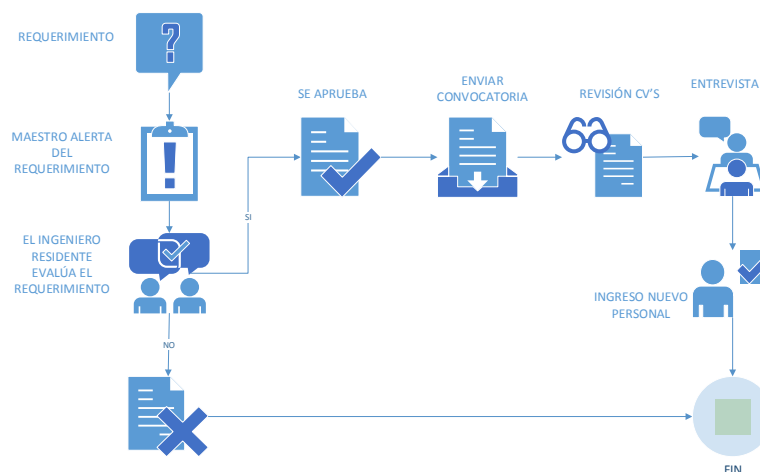 REQUERIMIENTO
MAESTRO ALERTA
DEL
REQUERIMIENTO
EL INGENIERO
RESIDENTE
EVALÚA EL
REQUERIMIENTO
SI
NO
SE APRUEBA
ENVIAR
CONVOCATORIA
REVISIÓN CV'S
ENTREVISTA
INGRESO NUEVO
PERSONAL
FIN